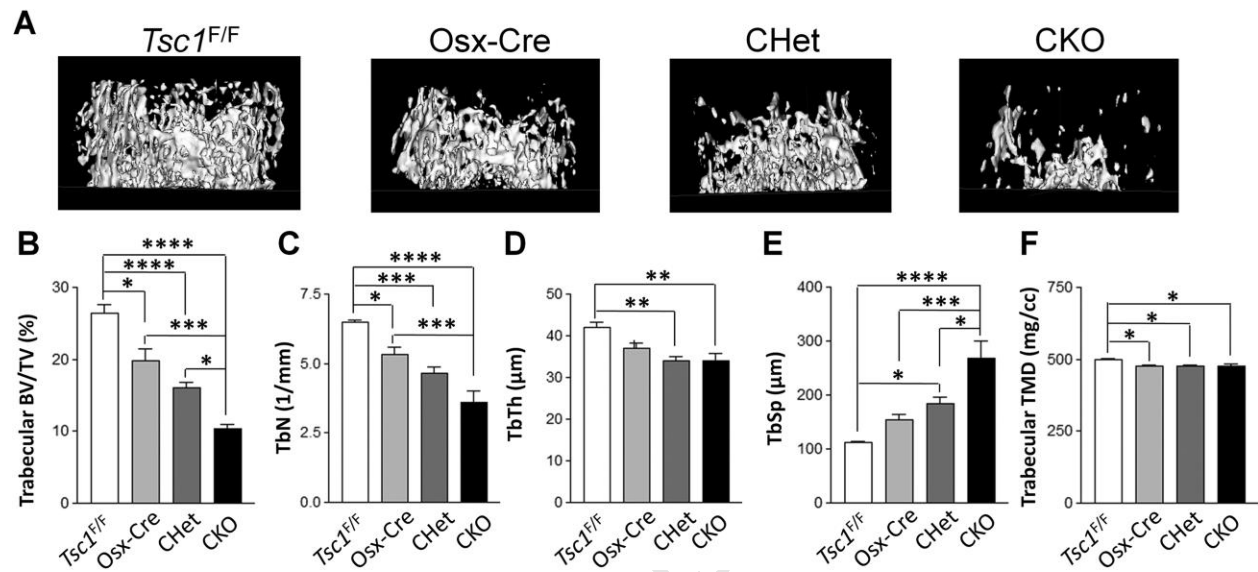 A
Tsc1F/F Osx-Cre CHet CKO
B
****
****
*
***
*
30
20
10
0
Trabecular BV/TV (%)
Tsc1F/F Osx-Cre CHet CKO
C
****
***
*
***
7.5
5.0
2.5
0.0
TbN (1/mm)
Tsc1F/F Osx-Cre CHet CKO
D
**
**
50
40
30
20
10
0
TbTh (µm)
Tsc1F/F Osx-Cre CHet CKO
E
****
***
*
*
400
300
200
100
0
TbSp (µm)
Tsc1F/F Osx-Cre CHet CKO
F
*
*
*
750
500
250
0
Trabecular TMD (mg/cc)
Tsc1F/F Osx-Cre CHet CKO